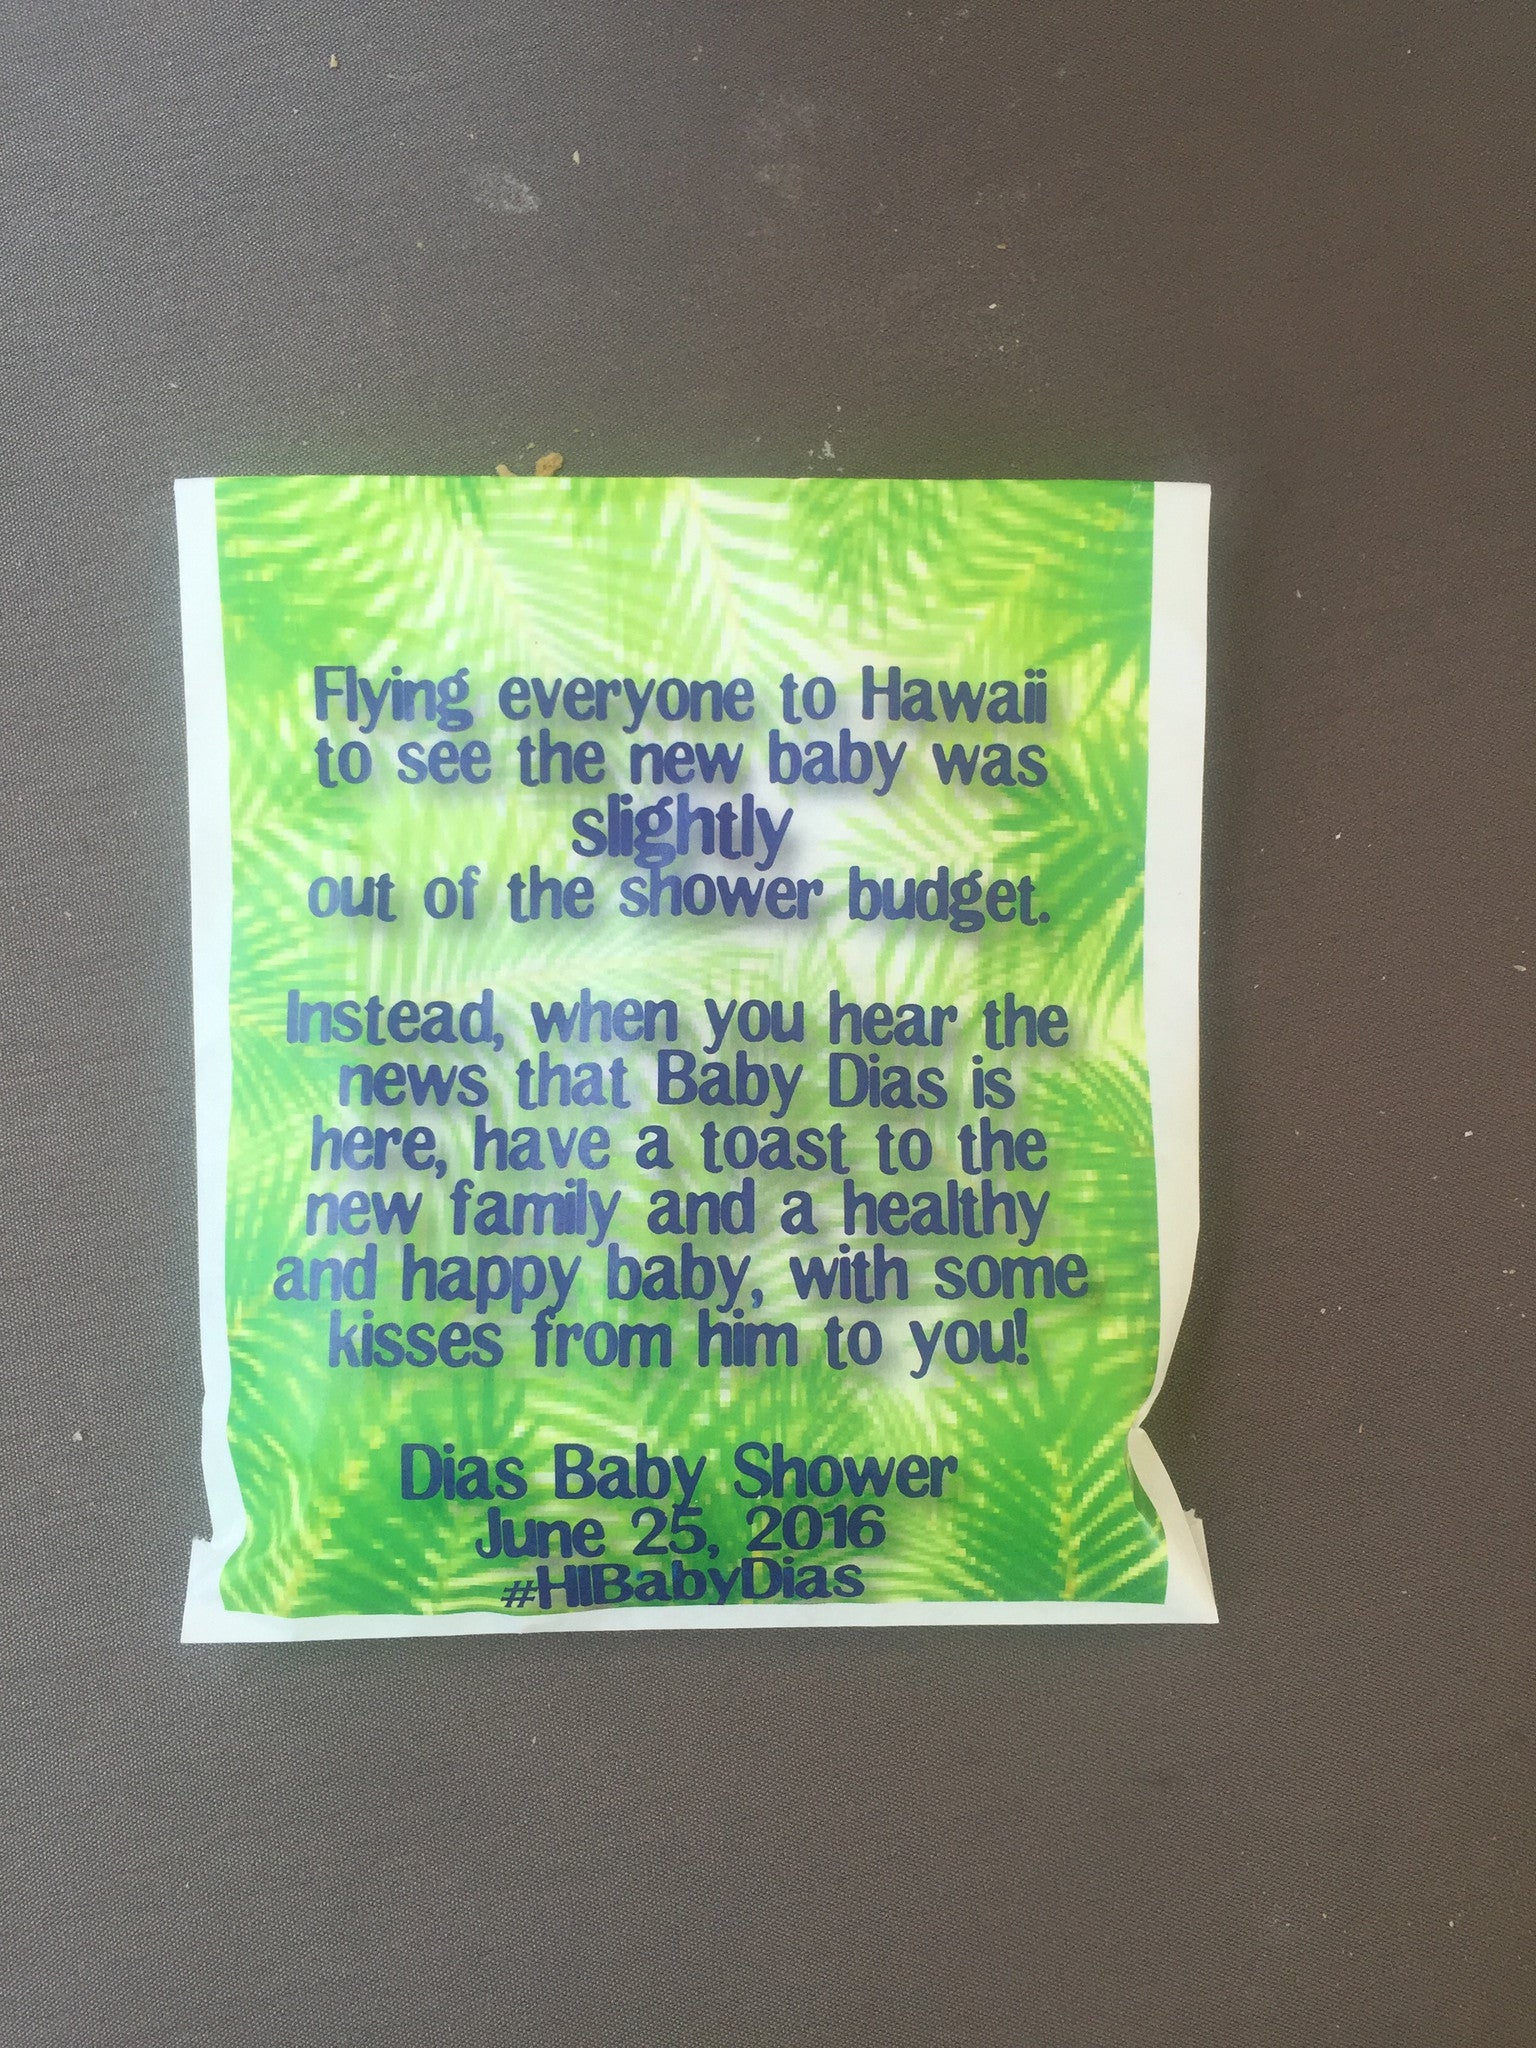 Flying everyone to Hawaii
to see the new baby was
slightly
out of the shower budget.
Instead, when you hear the
news that Baby Dias is
here, have a toast to the
new family and a healthy
and happy baby, with some
kisses from him to you!
Dias Baby Shower
June 25, 2016
#HIBabyDias